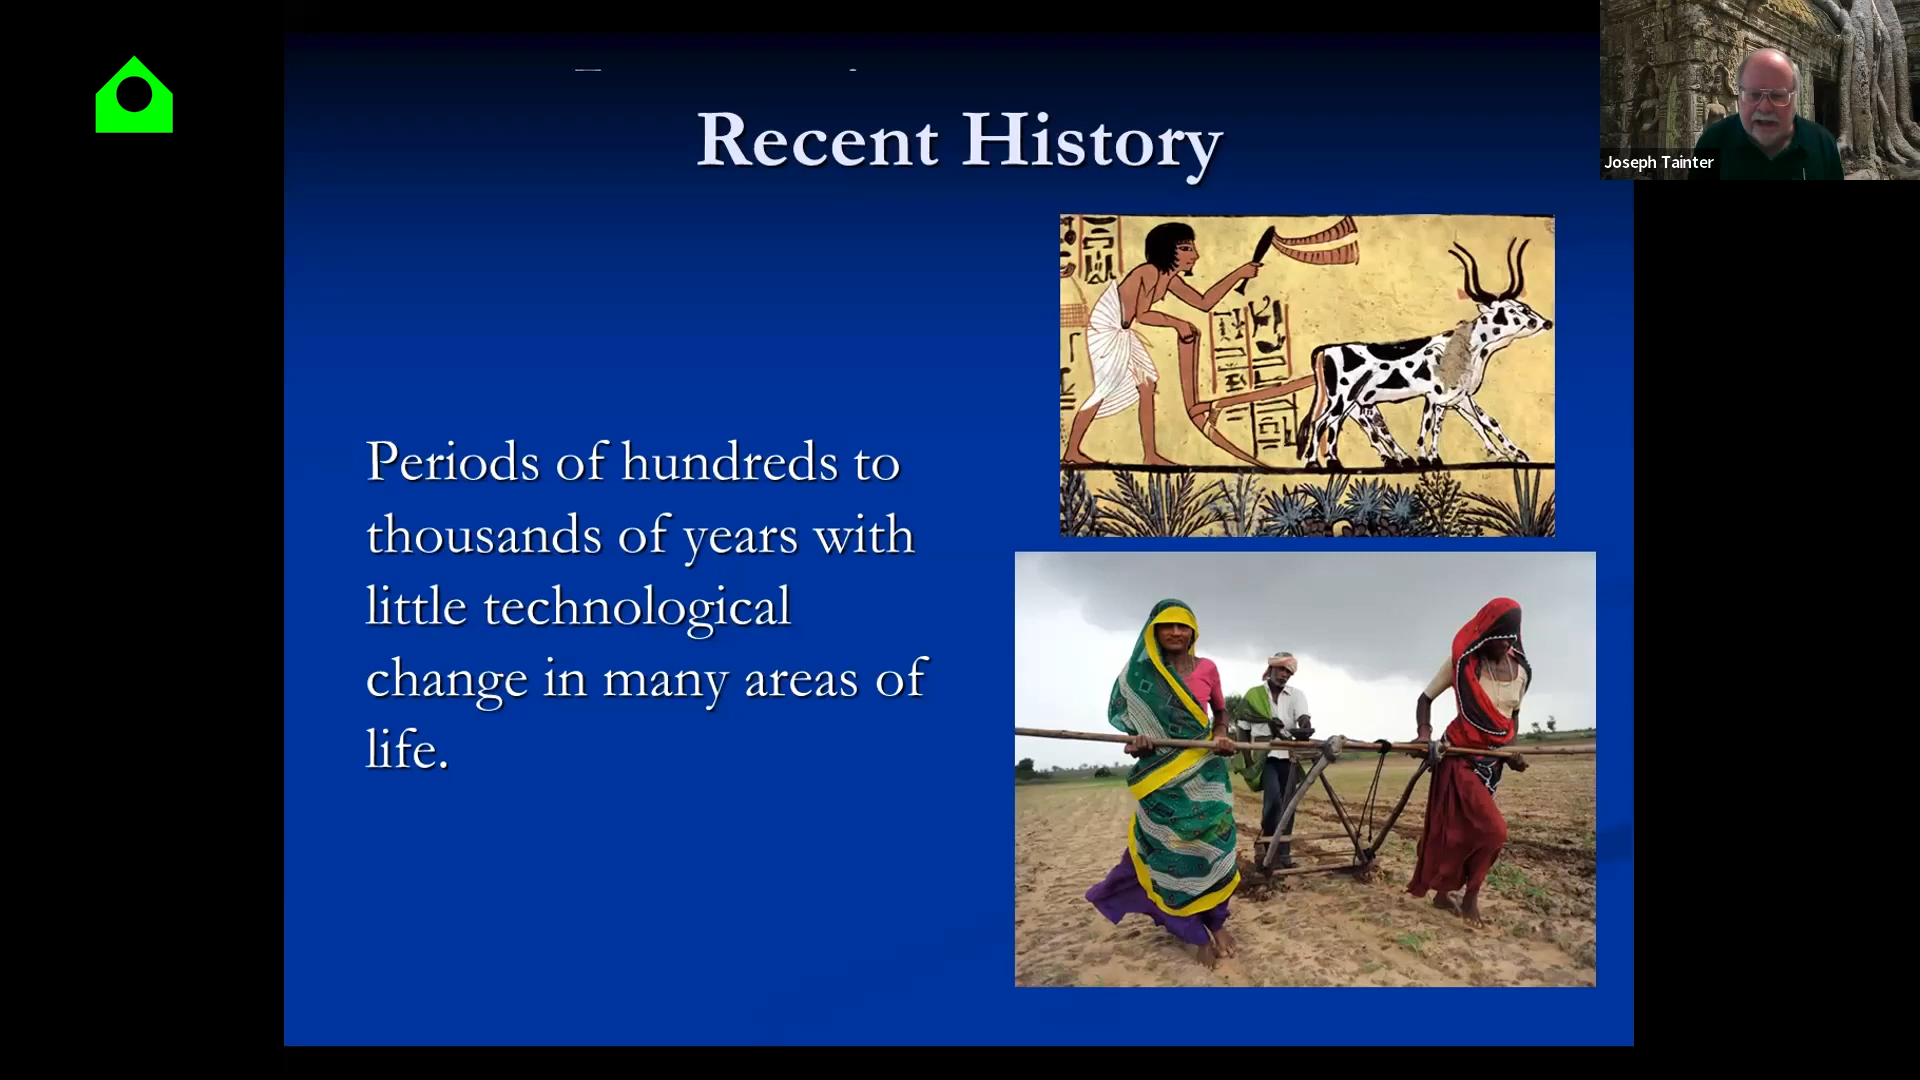 Recent History
Joseph Tainter
Periods of hundreds to
thousands of years with
little technological
change in many areas of
life.